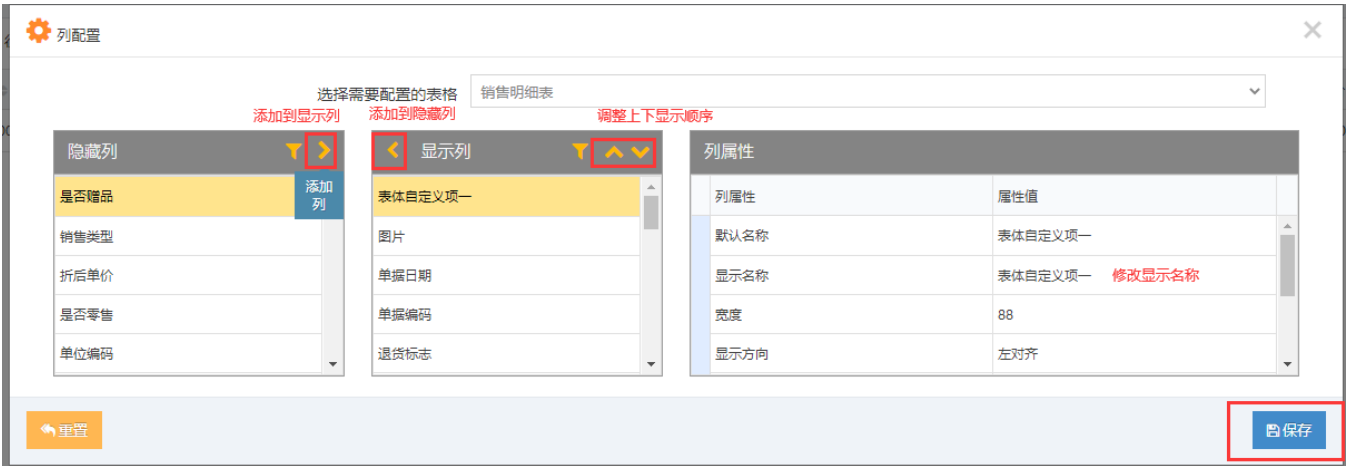 列配置
选择需要配置的表格 销售明细表
添加到显示列 添加到隐藏列 调整上下显示顺序
隐藏列 显示列 列属性
添加
列
是否赠品 表体自定义项一 列属性 属性值
销售类型 图片 默认名称 表体自定义项一
折后单价 单据日期 显示名称 表体自定义项一 修改显示名称
是否零售 单据编码 宽度 88
单位编码 退货标志 显示方向 左对齐
重置 保存